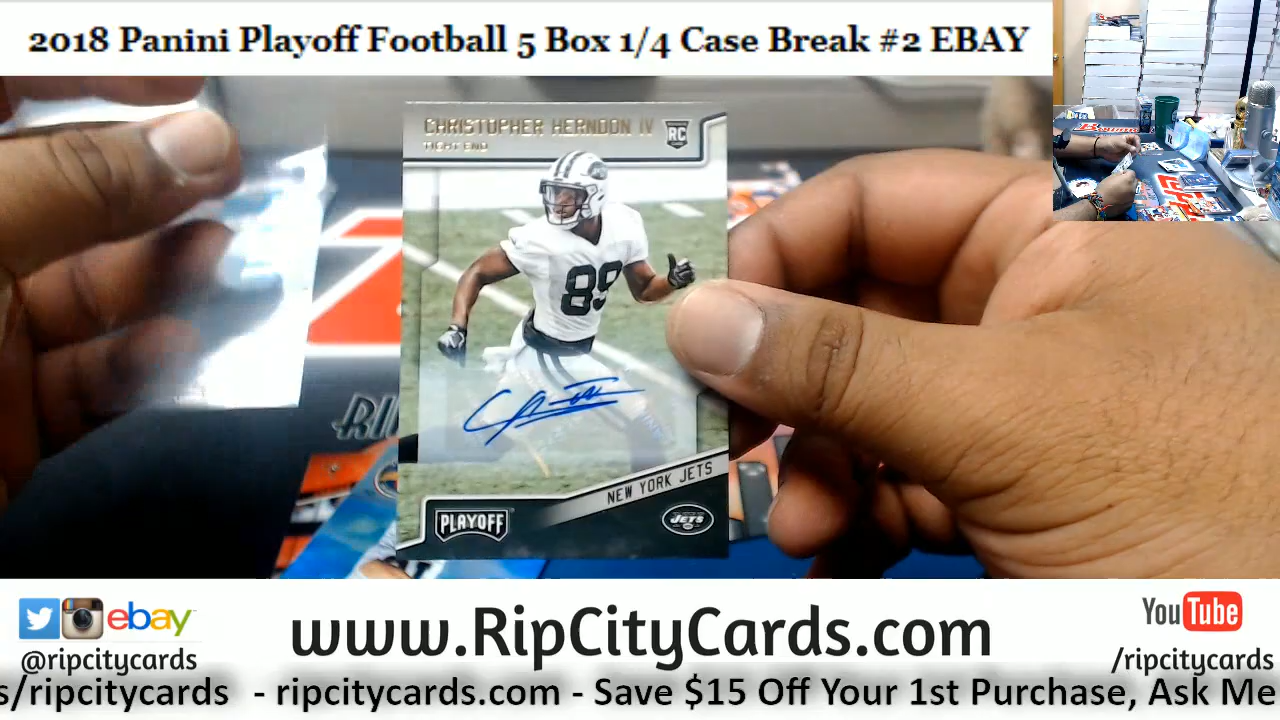 2018 Panini Playoff Football 5 Box 1/4 Case Break #2 EBAY
CHRISTOPHER HERNDON IV
RC
TIGHT END
89
NEW YORK JETS
PLAYOFF
JETS
ebay
@ripcitycards
www.RipCityCards.com
YouTube
/ripcitycards
s/ripcitycards - ripcitycards.com - Save $15 Off Your 1st Purchase, Ask Me